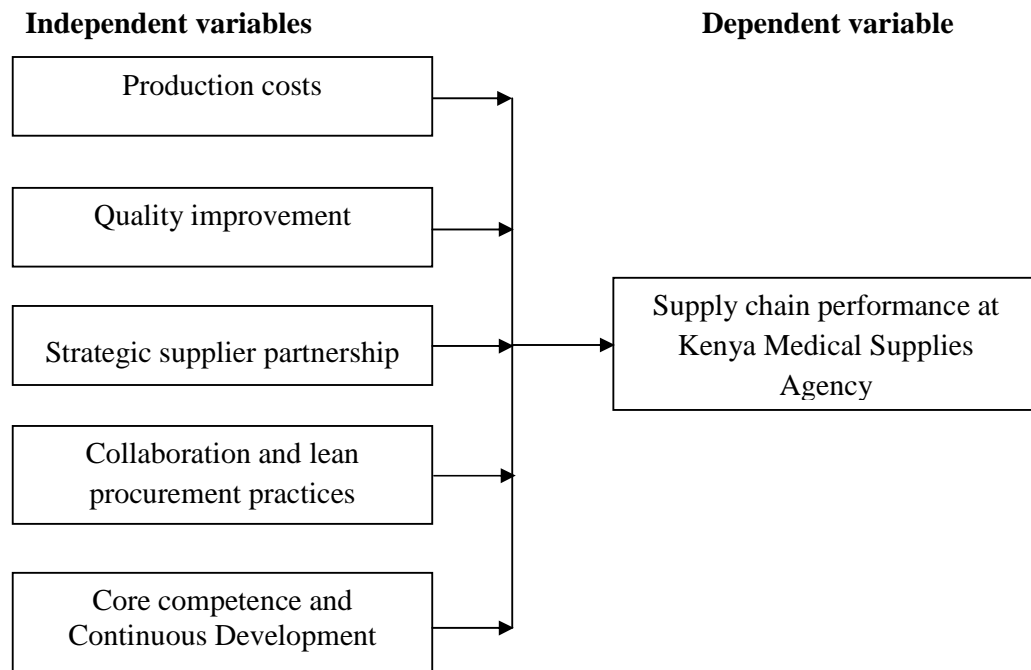 Independent variables
Dependent variable
Production costs
Quality improvement
Strategic supplier partnership
Collaboration and lean
procurement practices
Core competence and
Continuous Development
Supply chain performance at
Kenya Medical Supplies
Agency